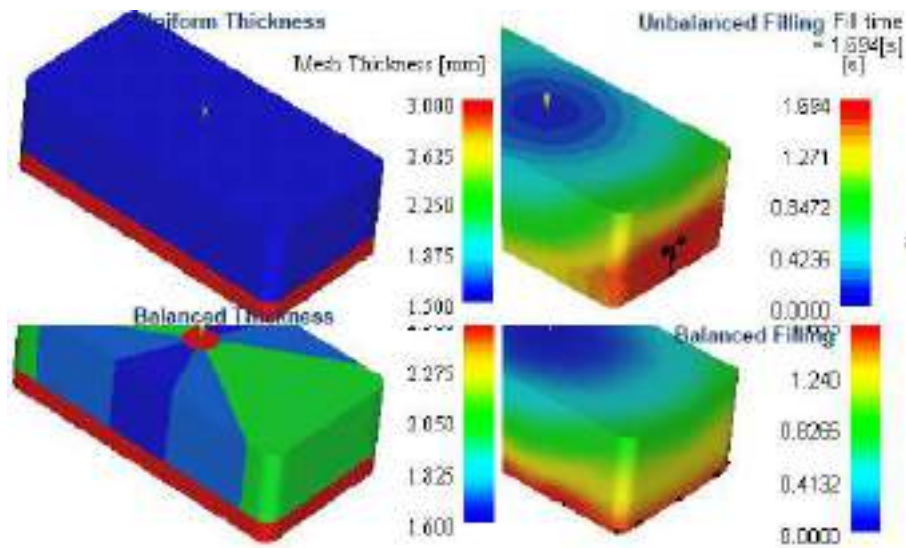 Uniform Thickness
Mesh Thickness [mm]
3.000
2.625
2.250
1.875
1.500
Unbalanced Filling
Fill time
= 1.694[s]
[s]
1.694
1.271
0.8472
0.4236
0.0000
Balanced Thickness
2.275
2.050
1.825
1.600
Balanced Filling
1.240
0.8265
0.4132
0.0000